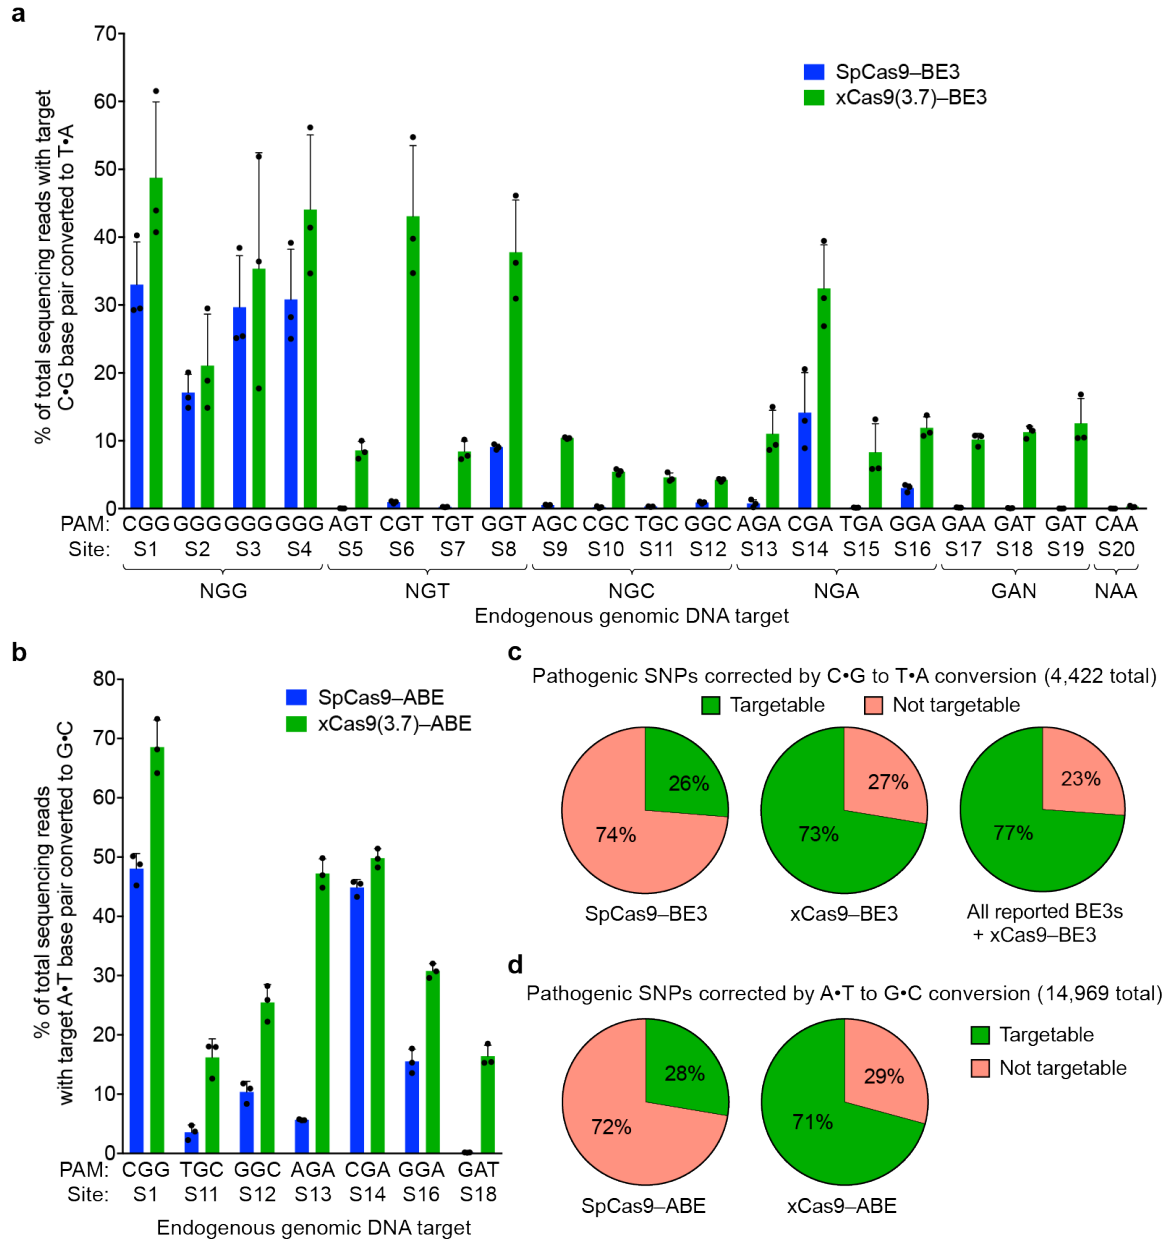 a
% of total sequencing reads with target
C•G base pair converted to T•A
70
60
50
40
30
20
10
0
SpCas9–BE3
xCas9(3.7)–BE3
PAM: CGG GGG GGG GGG AGT CGT TGT GGT AGC CGC TGC GGC AGA CGA TGA GGA GAA GAT GAT CAA
Site: S1 S2 S3 S4 S5 S6 S7 S8 S9 S10 S11 S12 S13 S14 S15 S16 S17 S18 S19 S20
NGG NGT NGC NGA GAN NAA
Endogenous genomic DNA target
b
% of total sequencing reads
with target A•T base pair converted to G•C
80
70
60
50
40
30
20
10
0
SpCas9–ABE
xCas9(3.7)–ABE
PAM: CGG TGC GGC AGA CGA GGA GAT
Site: S1 S11 S12 S13 S14 S16 S18
Endogenous genomic DNA target
c
Pathogenic SNPs corrected by C•G to T•A conversion (4,422 total)
Targetable Not targetable
26%
74%
SpCas9–BE3
27%
73%
xCas9–BE3
23%
77%
All reported BE3s
+ xCas9–BE3
d
Pathogenic SNPs corrected by A•T to G•C conversion (14,969 total)
Targetable
Not targetable
28%
72%
SpCas9–ABE
29%
71%
xCas9–ABE